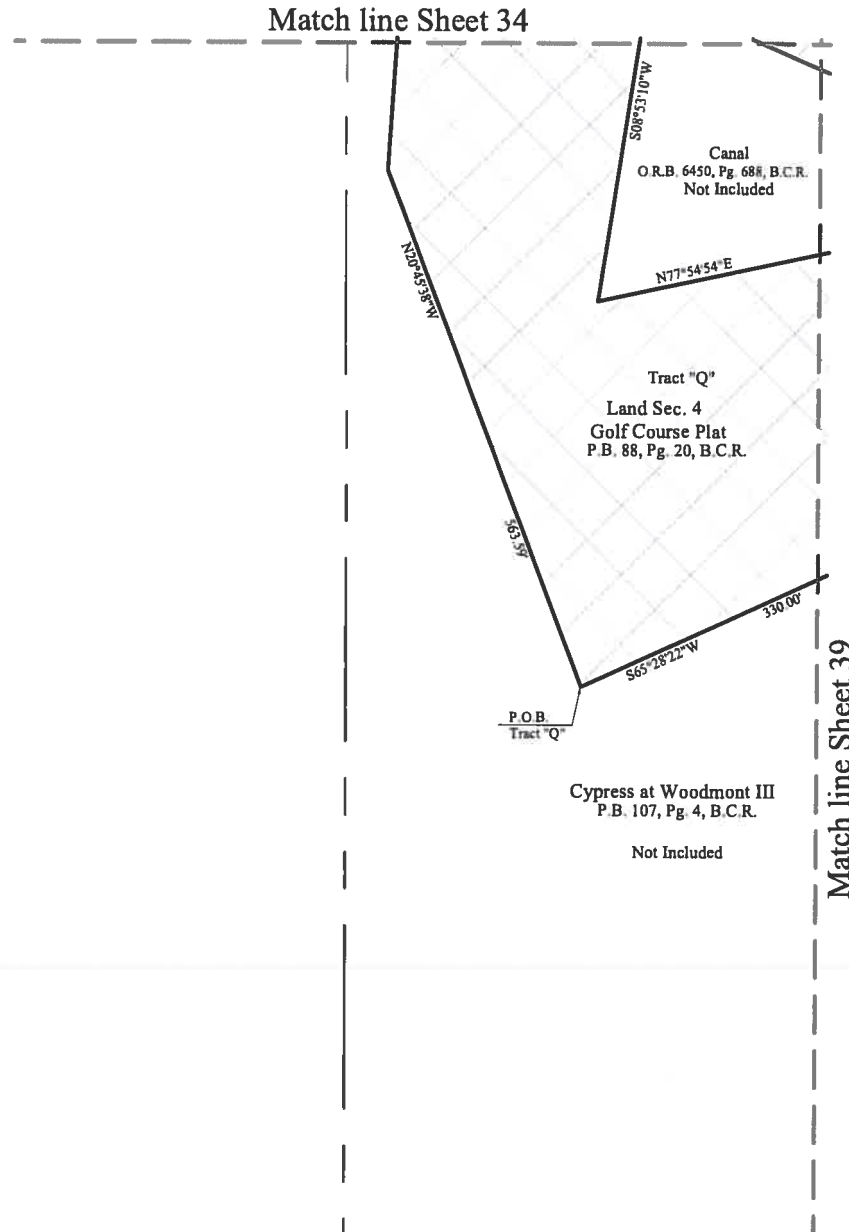 Match line Sheet 34
S08°53'10"W
Canal
O.R.B. 6450, Pg. 688, B.C.R.
Not Included
N77°54'54"E
N20°45'38"W
Tract "Q"
Land Sec. 4
Golf Course Plat
P.B. 88, Pg. 20, B.C.R.
563.59'
330.00'
S65°28'22"W
Match line Sheet 39
P.O.B.
Tract "Q"
Cypress at Woodmont III
P.B. 107, Pg. 4, B.C.R.
Not Included